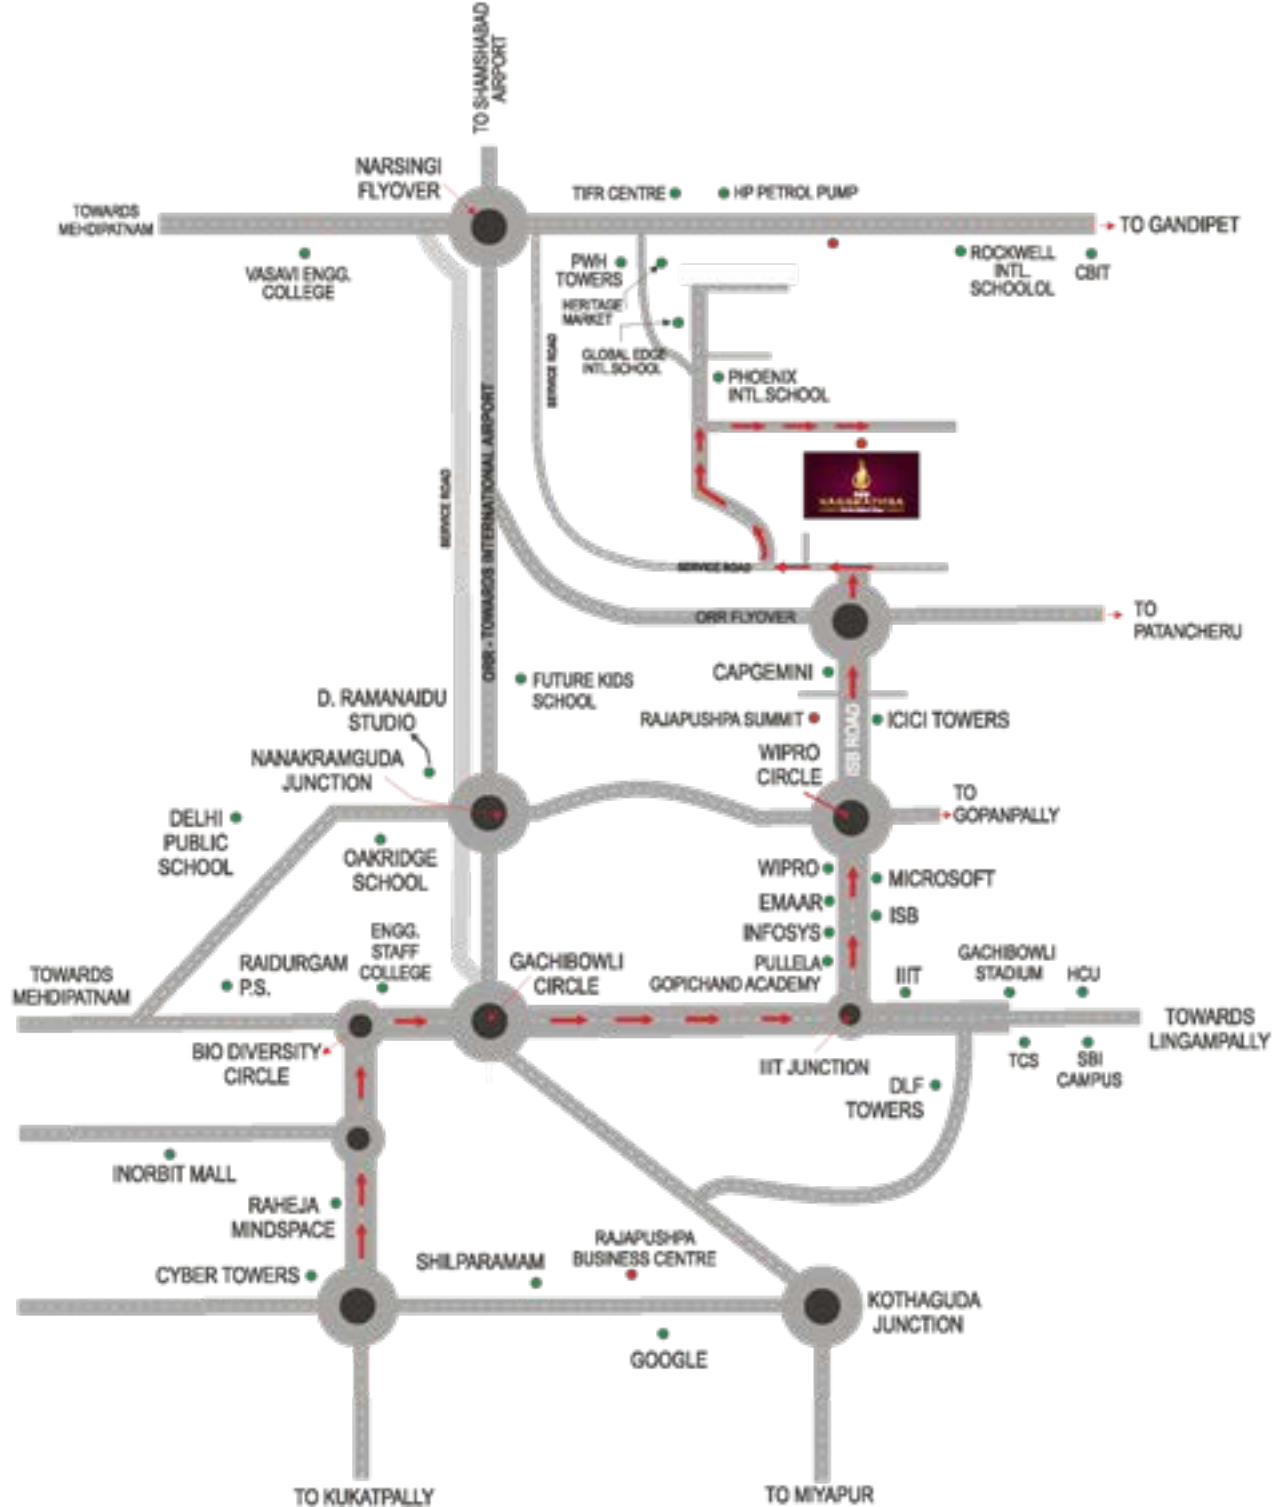 TO SHAMSHABAD
AIRPORT
NARSINGI
FLYOVER
TIFR CENTRE
HP PETROL PUMP
TOWARDS
MEHDIPATNAM
TO GANDIPET
VASAVI ENGG.
COLLEGE
PWH
TOWERS
HERITAGE
MARKET
ROCKWELL
INTL.
SCHOOLOL
CBIT
GLOBAL EDGE
INTL.SCHOOL
SERVICE ROAD
PHOENIX
INTL.SCHOOL
ORR - TOWARDS INTERNATIONAL AIRPORT
SERVICE ROAD
SERVICE ROAD
ORR FLYOVER
TO
PATANCHERU
CAPGEMINI
FUTURE KIDS
SCHOOL
D. RAMANAIDU
STUDIO
RAJAPUSHPA SUMMIT
ISB ROAD
ICICI TOWERS
NANAKRAMGUDA
JUNCTION
WIPRO
CIRCLE
TO
GOPANPALLY
DELHI
PUBLIC
SCHOOL
OAKRIDGE
SCHOOL
WIPRO
MICROSOFT
EMAAR
ISB
INFOSYS
ENGG.
STAFF
COLLEGE
PULLELA
GOPICHAND ACADEMY
GACHIBOWLI
CIRCLE
IIIT
GACHIBOWLI
STADIUM
HCU
TOWARDS
MEHDIPATNAM
RAIDURGAM
P.S.
TOWARDS
LINGAMPALLY
BIO DIVERSITY
CIRCLE
IIIT JUNCTION
TCS
SBI
CAMPUS
DLF
TOWERS
INORBIT MALL
RAHEJA
MINDSPACE
CYBER TOWERS
SHILPARAMAM
RAJAPUSHPA
BUSINESS CENTRE
KOTHAGUDA
JUNCTION
GOOGLE
TO KUKATPALLY
TO MIYAPUR